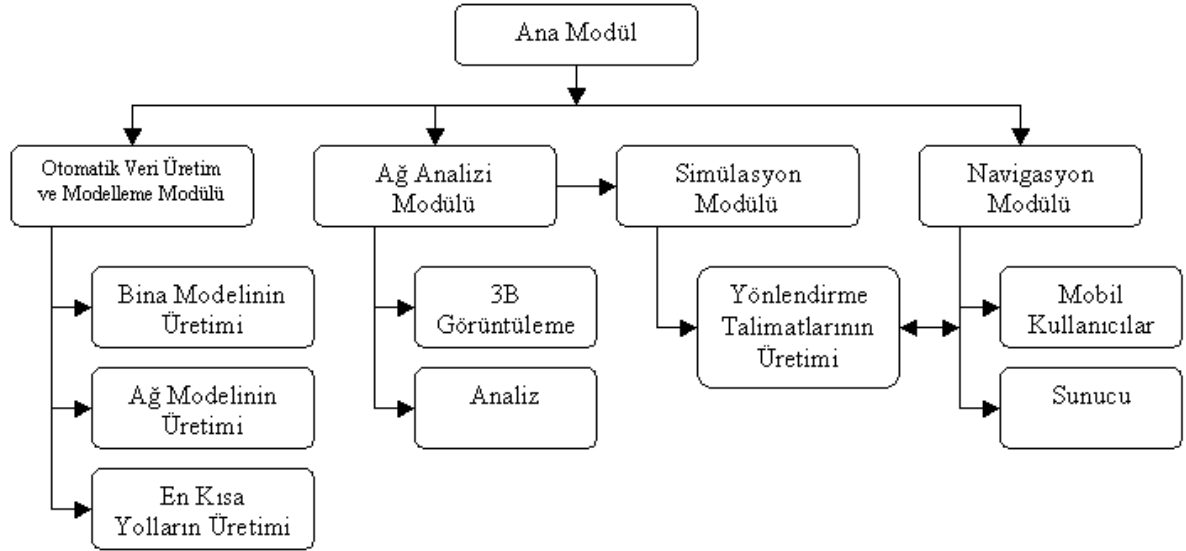 Ana Modül
Otomatik Veri Üretim
ve Modelleme Modülü
Ağ Analizi
Modülü
Simülasyon
Modülü
Navigasyon
Modülü
Bina Modelinin
Üretimi
3B
Görüntüleme
Yönlendirme
Talimatlarının
Üretimi
Mobil
Kullanıcılar
Ağ Modelinin
Üretimi
Analiz
Sunucu
En Kısa
Yolların Üretimi